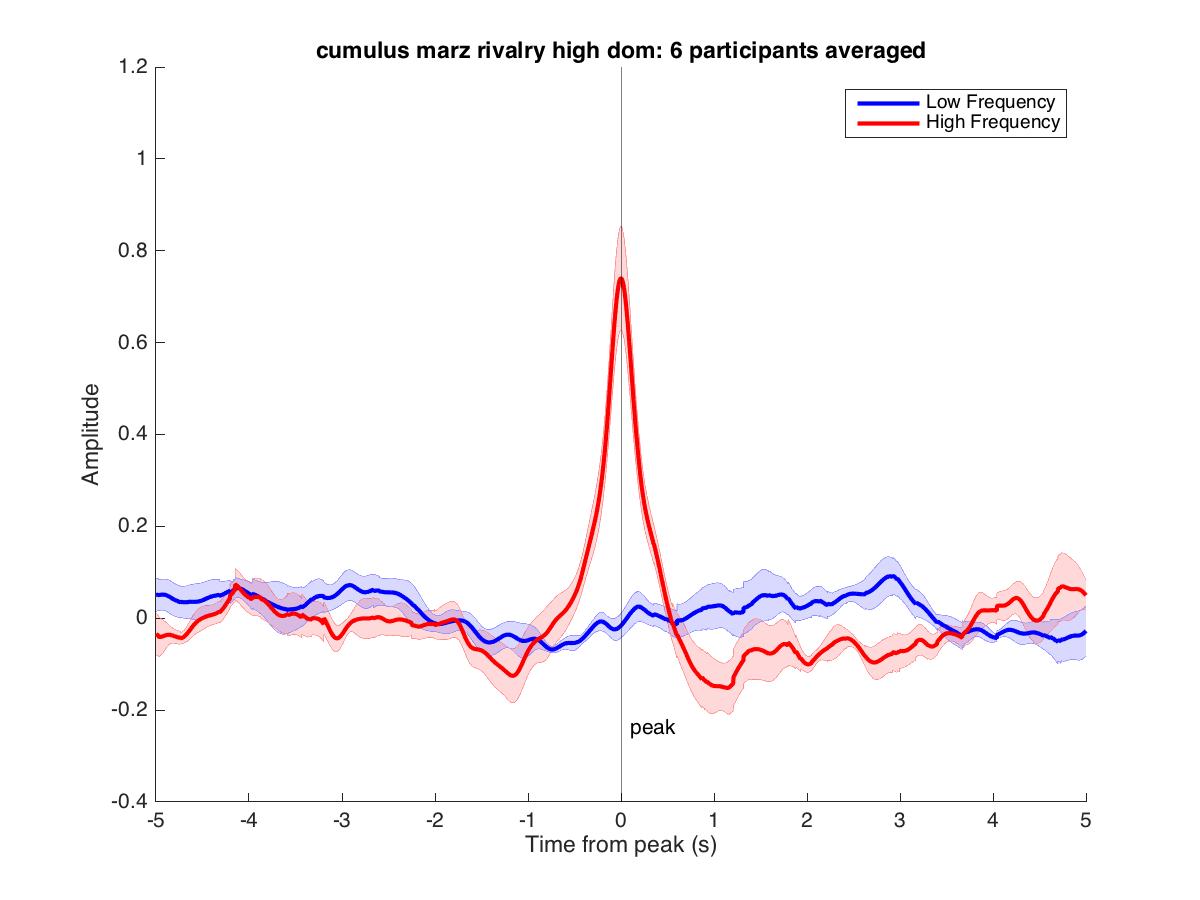 cumulus marz rivalry high dom: 6 participants averaged
1.2
1
0.8
0.6
0.4
0.2
0
-0.2
-0.4
Amplitude
Low Frequency
High Frequency
peak
-5 -4 -3 -2 -1 0 1 2 3 4 5
Time from peak (s)